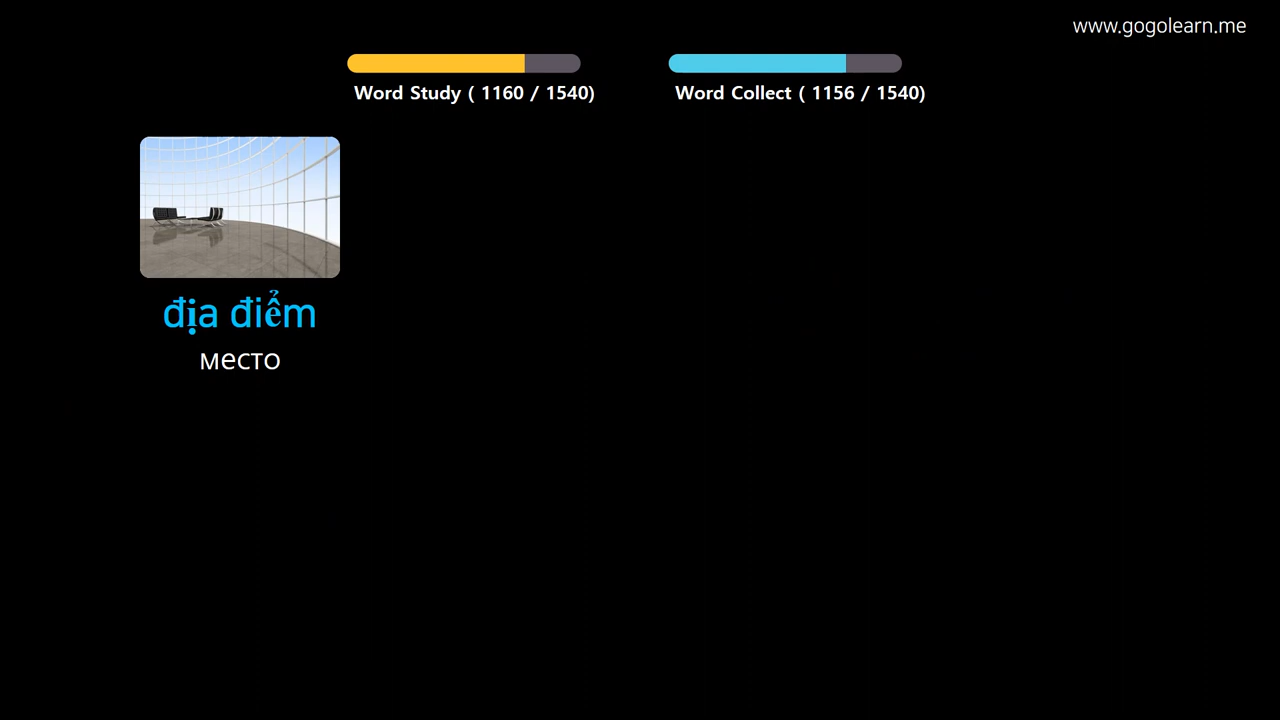 www.gogolearn.me
Word Study ( 1160 / 1540)
Word Collect ( 1156 / 1540)
địa điểm
место